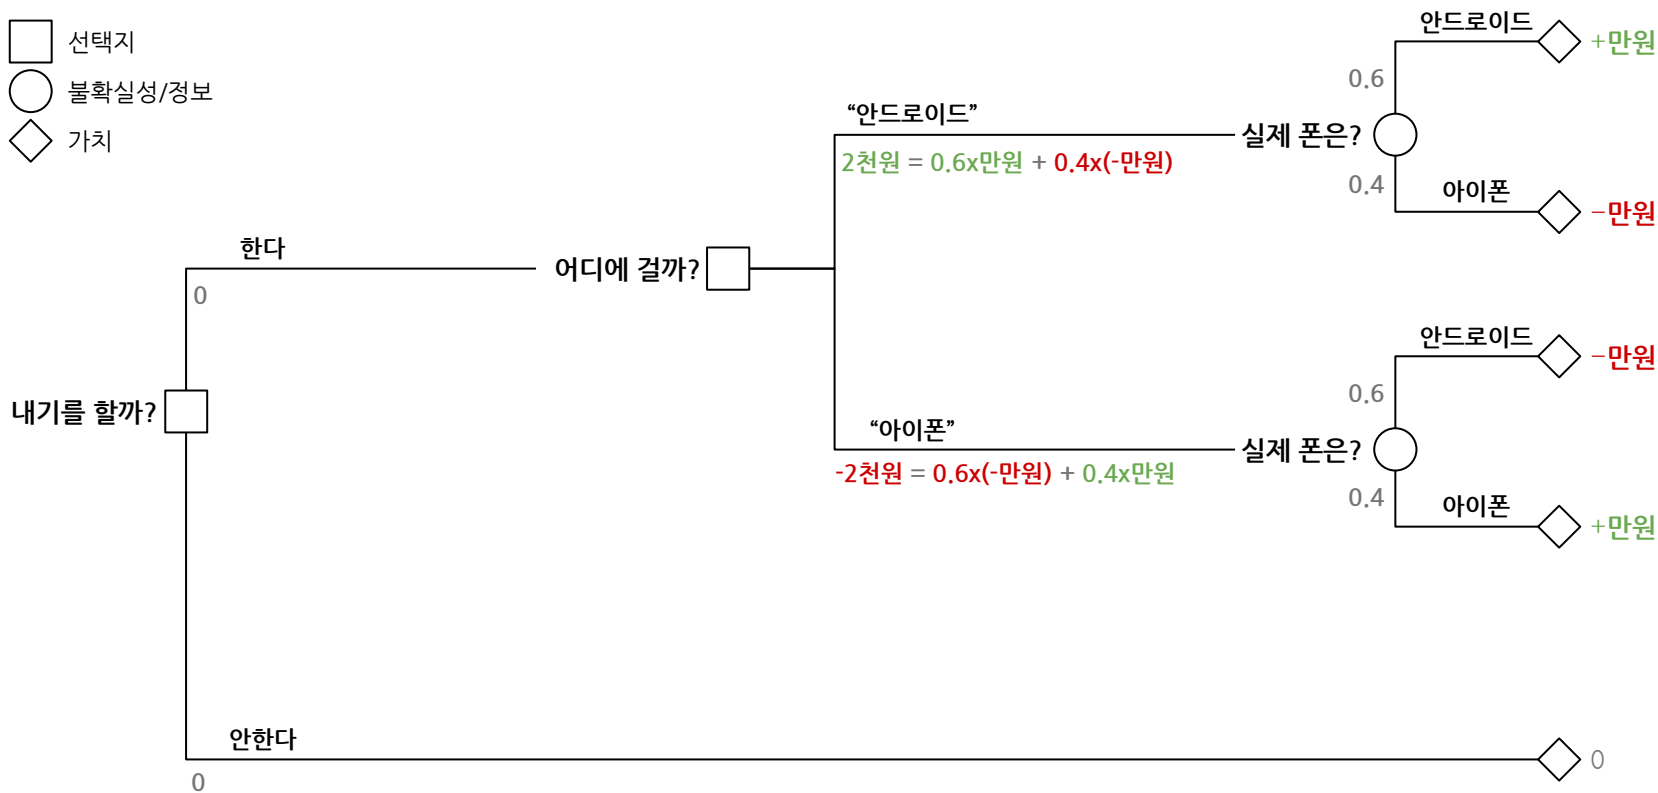 선택지
불확실성/정보
가치
내기를 할까?
한다
0
어디에 걸까?
“안드로이드”
2천원 = 0.6x만원 + 0.4x(-만원)
실제 폰은?
0.6
안드로이드
+만원
0.4
아이폰
−만원
“아이폰”
-2천원 = 0.6x(-만원) + 0.4x만원
실제 폰은?
0.6
안드로이드
−만원
0.4
아이폰
+만원
안한다
0
0